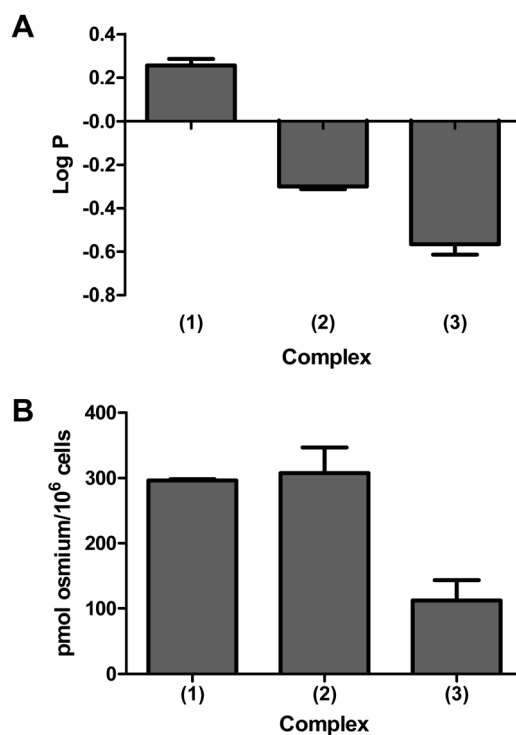 A
Log P
0.4
0.2
-0.0
-0.2
-0.4
-0.6
-0.8
(1) (2) (3)
Complex
B
pmol osmium/10⁶ cells
400
300
200
100
0
(1) (2) (3)
Complex